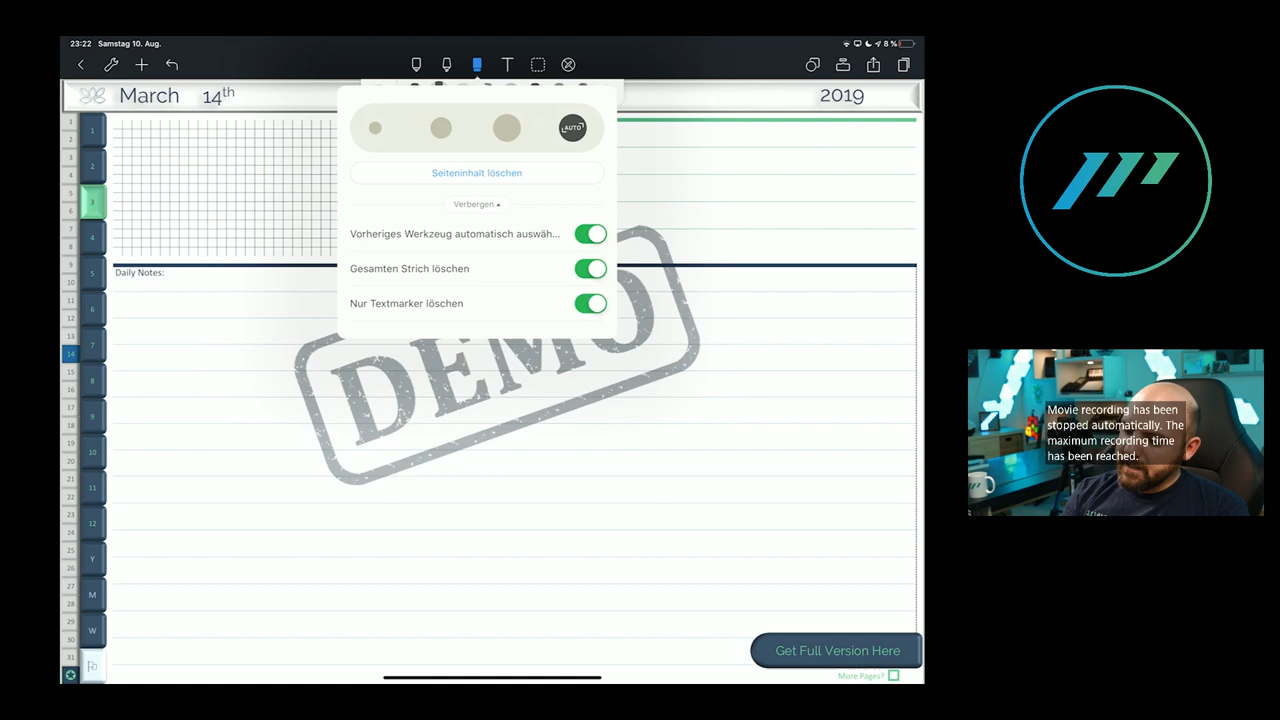 23:22 Samstag 10. Aug.
8 %
March 14th
2019
AUTO
Seiteninhalt löschen
Verbergen
Vorheriges Werkzeug automatisch auswäh...
Gesamten Strich löschen
Nur Textmarker löschen
Daily Notes:
DEMO
1
2
3
4
5
6
7
8
9
10
11
12
13
14
15
16
17
18
19
20
21
22
23
24
25
26
27
28
29
30
31
1
2
3
4
5
6
7
8
9
10
11
12
Y
M
W
Get Full Version Here
More Pages?
Movie recording has been
stopped automatically. The
maximum recording time
has been reached.